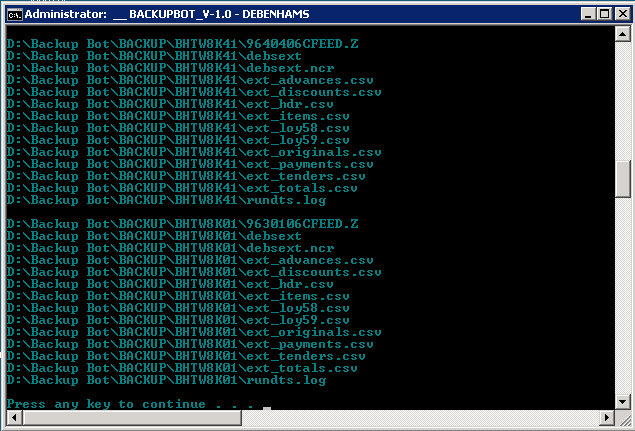 Administrator: __ BACKUPBOT_V-1.0 - DEBENHAMS
D:\Backup Bot\BACKUP\BHTW8K41\9640406CFEED.Z
D:\Backup Bot\BACKUP\BHTW8K41\debsext
D:\Backup Bot\BACKUP\BHTW8K41\debsext.ncr
D:\Backup Bot\BACKUP\BHTW8K41\ext_advances.csv
D:\Backup Bot\BACKUP\BHTW8K41\ext_discounts.csv
D:\Backup Bot\BACKUP\BHTW8K41\ext_hdr.csv
D:\Backup Bot\BACKUP\BHTW8K41\ext_items.csv
D:\Backup Bot\BACKUP\BHTW8K41\ext_loy58.csv
D:\Backup Bot\BACKUP\BHTW8K41\ext_loy59.csv
D:\Backup Bot\BACKUP\BHTW8K41\ext_originals.csv
D:\Backup Bot\BACKUP\BHTW8K41\ext_payments.csv
D:\Backup Bot\BACKUP\BHTW8K41\ext_tenders.csv
D:\Backup Bot\BACKUP\BHTW8K41\ext_totals.csv
D:\Backup Bot\BACKUP\BHTW8K41\rundts.log
D:\Backup Bot\BACKUP\BHTW8K01\9630106CFEED.Z
D:\Backup Bot\BACKUP\BHTW8K01\debsext
D:\Backup Bot\BACKUP\BHTW8K01\debsext.ncr
D:\Backup Bot\BACKUP\BHTW8K01\ext_advances.csv
D:\Backup Bot\BACKUP\BHTW8K01\ext_discounts.csv
D:\Backup Bot\BACKUP\BHTW8K01\ext_hdr.csv
D:\Backup Bot\BACKUP\BHTW8K01\ext_items.csv
D:\Backup Bot\BACKUP\BHTW8K01\ext_loy58.csv
D:\Backup Bot\BACKUP\BHTW8K01\ext_loy59.csv
D:\Backup Bot\BACKUP\BHTW8K01\ext_originals.csv
D:\Backup Bot\BACKUP\BHTW8K01\ext_payments.csv
D:\Backup Bot\BACKUP\BHTW8K01\ext_tenders.csv
D:\Backup Bot\BACKUP\BHTW8K01\ext_totals.csv
D:\Backup Bot\BACKUP\BHTW8K01\rundts.log
Press any key to continue . . .